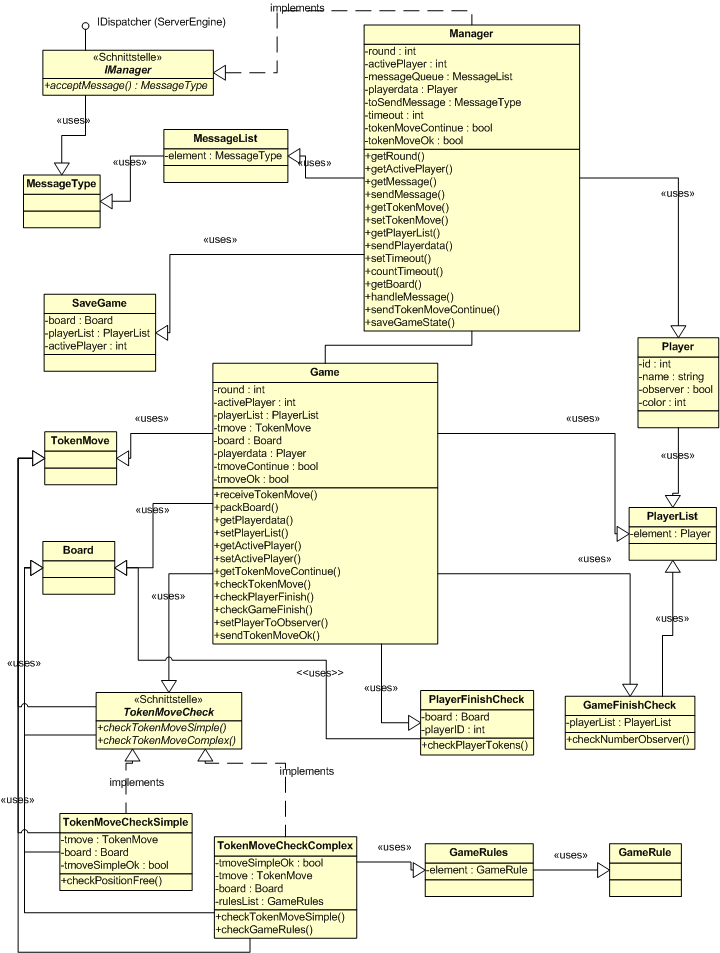 implements
IDispatcher (ServerEngine)
«Schnittstelle»
IManager
+acceptMessage() : MessageType
«uses»
MessageType
MessageList
-element : MessageType
«uses»
«uses»
Manager
-round : int
-activePlayer : int
-messageQueue : MessageList
-playerdata : Player
-toSendMessage : MessageType
-timeout : int
-tokenMoveContinue : bool
-tokenMoveOk : bool
+getRound()
+getActivePlayer()
+getMessage()
+sendMessage()
+getTokenMove()
+setTokenMove()
+getPlayerList()
+sendPlayerdata()
+setTimeout()
+countTimeout()
+getBoard()
+handleMessage()
+sendTokenMoveContinue()
+saveGameState()
«uses»
«uses»
SaveGame
-board : Board
-playerList : PlayerList
-activePlayer : int
Player
-id : int
-name : string
-observer : bool
-color : int
Game
-round : int
-activePlayer : int
-playerList : PlayerList
-tmove : TokenMove
-board : Board
-playerdata : Player
-tmoveContinue : bool
-tmoveOk : bool
+receiveTokenMove()
+packBoard()
+getPlayerdata()
+setPlayerList()
+getActivePlayer()
+setActivePlayer()
+getTokenMoveContinue()
+checkTokenMove()
+checkPlayerFinish()
+checkGameFinish()
+setPlayerToObserver()
+sendTokenMoveOk()
«uses»
«uses»
TokenMove
«uses»
PlayerList
-element : Player
«uses»
Board
«uses»
«uses»
«uses»
<<uses>>
«uses»
«uses»
«Schnittstelle»
TokenMoveCheck
+checkTokenMoveSimple()
+checkTokenMoveComplex()
PlayerFinishCheck
-board : Board
-playerID : int
+checkPlayerTokens()
GameFinishCheck
-playerList : PlayerList
+checkNumberObserver()
implements
implements
«uses»
TokenMoveCheckSimple
-tmove : TokenMove
-board : Board
-tmoveSimpleOk : bool
+checkPositionFree()
TokenMoveCheckComplex
-tmoveSimpleOk : bool
-tmove : TokenMove
-board : Board
-rulesList : GameRules
+checkTokenMoveSimple()
+checkGameRules()
«uses»
GameRules
-element : GameRule
«uses»
GameRule